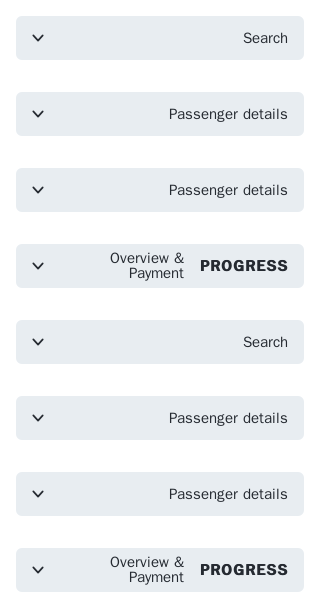 Search
Passenger details
Passenger details
Overview &
Payment
PROGRESS
Search
Passenger details
Passenger details
Overview &
Payment
PROGRESS